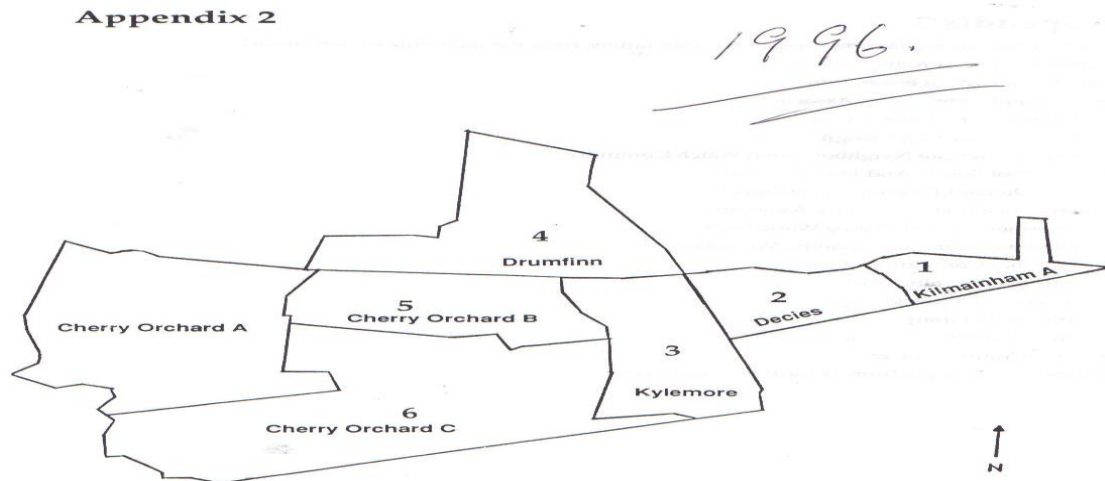 Appendix 2
1996.
4
Drumfinn
1
Kilmainham A
2
Decies
5
Cherry Orchard B
Cherry Orchard A
3
Kylemore
6
Cherry Orchard C
N